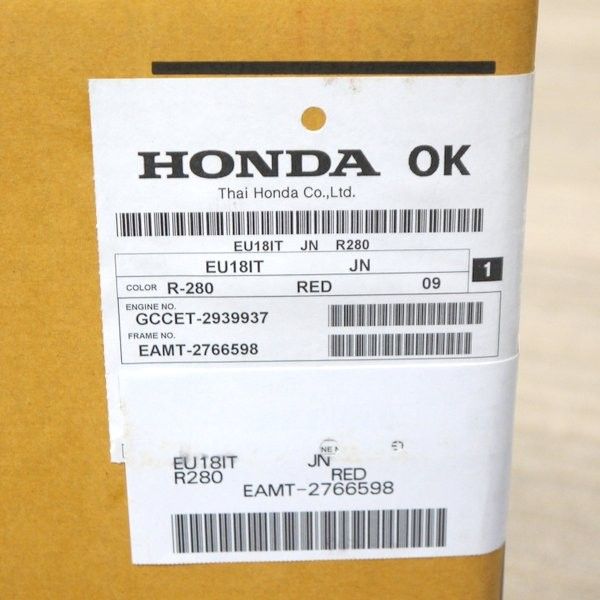 HONDA OK
Thai Honda Co.,Ltd.
EU18IT JN R280
EU18IT JN
1
COLOR R-280 RED 09
ENGINE NO.
GCCET-2939937
FRAME NO.
EAMT-2766598
EU18IT JN
R280 RED
EAMT-2766598